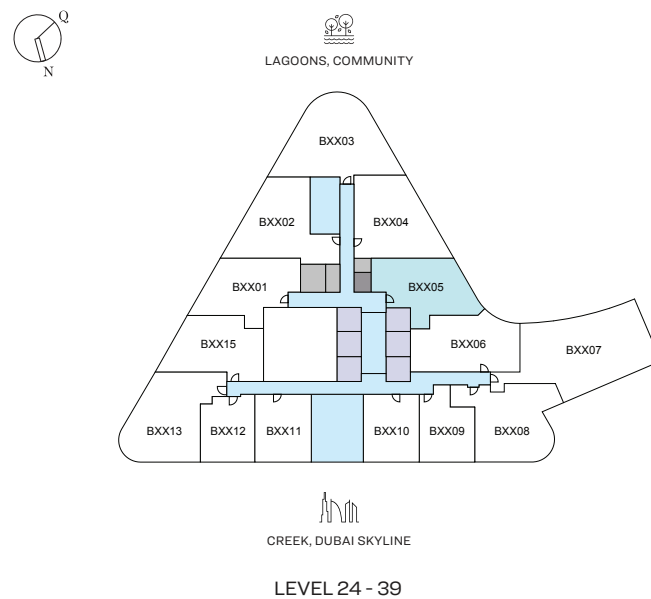 Q
N
LAGOONS, COMMUNITY
BXX03
BXX02
BXX04
BXX01
BXX05
BXX15
BXX06
BXX07
BXX13
BXX12
BXX11
BXX10
BXX09
BXX08
CREEK, DUBAI SKYLINE
LEVEL 24 - 39